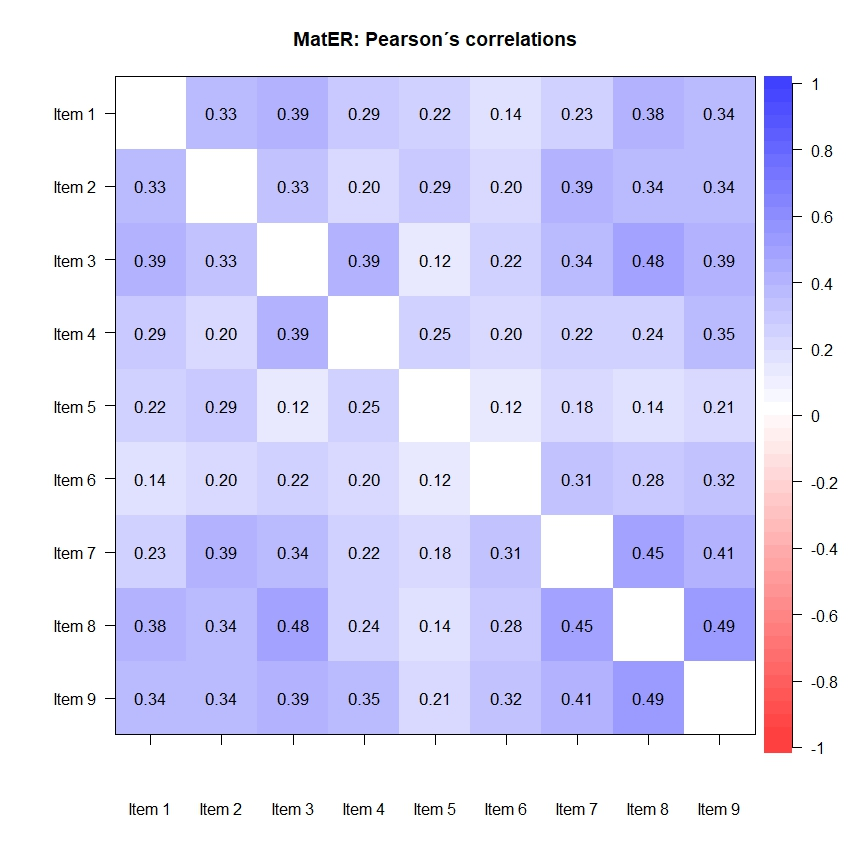 MatER: Pearson´s correlations
Item 1 0.33 0.39 0.29 0.22 0.14 0.23 0.38 0.34
Item 2 0.33 0.33 0.20 0.29 0.20 0.39 0.34 0.34
Item 3 0.39 0.33 0.39 0.12 0.22 0.34 0.48 0.39
Item 4 0.29 0.20 0.39 0.25 0.20 0.22 0.24 0.35
Item 5 0.22 0.29 0.12 0.25 0.12 0.18 0.14 0.21
Item 6 0.14 0.20 0.22 0.20 0.12 0.31 0.28 0.32
Item 7 0.23 0.39 0.34 0.22 0.18 0.31 0.45 0.41
Item 8 0.38 0.34 0.48 0.24 0.14 0.28 0.45 0.49
Item 9 0.34 0.34 0.39 0.35 0.21 0.32 0.41 0.49
Item 1 Item 2 Item 3 Item 4 Item 5 Item 6 Item 7 Item 8 Item 9
1
0.8
0.6
0.4
0.2
0
-0.2
-0.4
-0.6
-0.8
-1